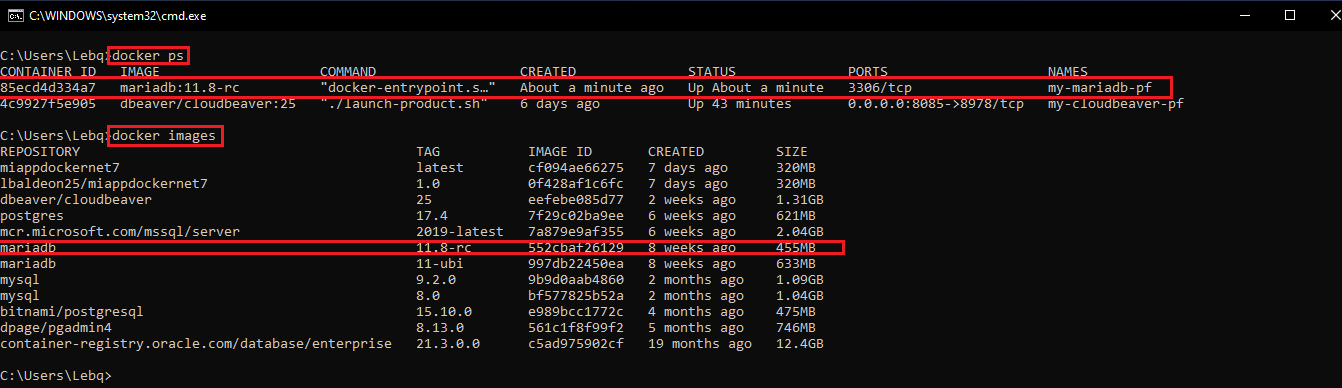 C:\WINDOWS\system32\cmd.exe
C:\Users\Lebq>docker ps
CONTAINER ID   IMAGE                    COMMAND                  CREATED              STATUS              PORTS                    NAMES
85ecd4d334a7   mariadb:11.8-rc          "docker-entrypoint.s…"   About a minute ago   Up About a minute   3306/tcp                 my-mariadb-pf
4c9927f5e905   dbeaver/cloudbeaver:25   "./launch-product.sh"    6 days ago           Up 43 minutes       0.0.0.0:8085->8978/tcp   my-cloudbeaver-pf
C:\Users\Lebq>docker images
REPOSITORY                                          TAG           IMAGE ID       CREATED         SIZE
miappdockernet7                                     latest        cf094ae66275   7 days ago      320MB
lbaldeon25/miappdockernet7                          1.0           0f428af1c6fc   7 days ago      320MB
dbeaver/cloudbeaver                                 25            eefebe085d77   2 weeks ago     1.31GB
postgres                                            17.4          7f29c02ba9ee   6 weeks ago     621MB
mcr.microsoft.com/mssql/server                      2019-latest   7a879e9af355   6 weeks ago     2.04GB
mariadb                                             11.8-rc       552cbaf26129   8 weeks ago     455MB
mariadb                                             11-ubi        997db22450ea   8 weeks ago     633MB
mysql                                               9.2.0         9b9d0aab4860   2 months ago    1.09GB
mysql                                               8.0           bf577825b52a   2 months ago    1.04GB
bitnami/postgresql                                  15.10.0       e989bcc1772c   4 months ago    475MB
dpage/pgadmin4                                      8.13.0        561c1f8f99f2   5 months ago    746MB
container-registry.oracle.com/database/enterprise   21.3.0.0      c5ad975902cf   19 months ago   12.4GB
C:\Users\Lebq>